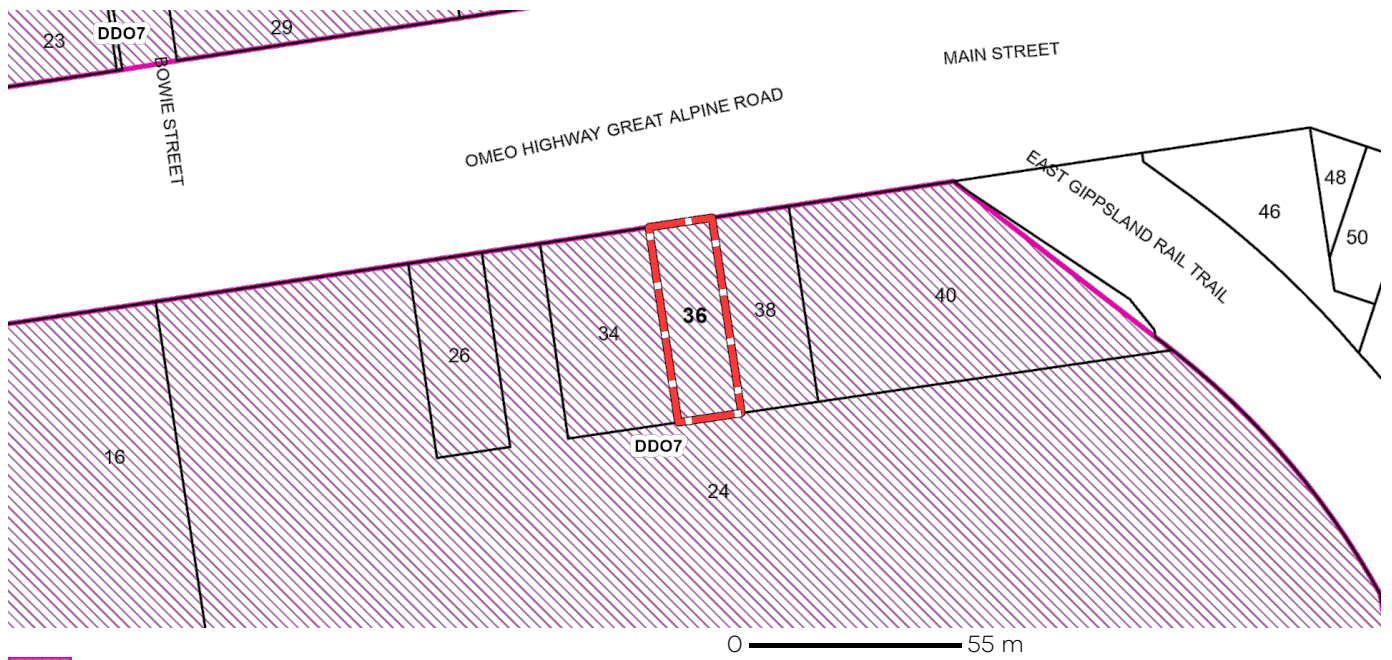 DDO7
23
29
BOWIE STREET
MAIN STREET
OMEO HIGHWAY GREAT ALPINE ROAD
EAST GIPPSLAND RAIL TRAIL
48
46
50
40
38
36
34
26
DDO7
16
24
0 55 m